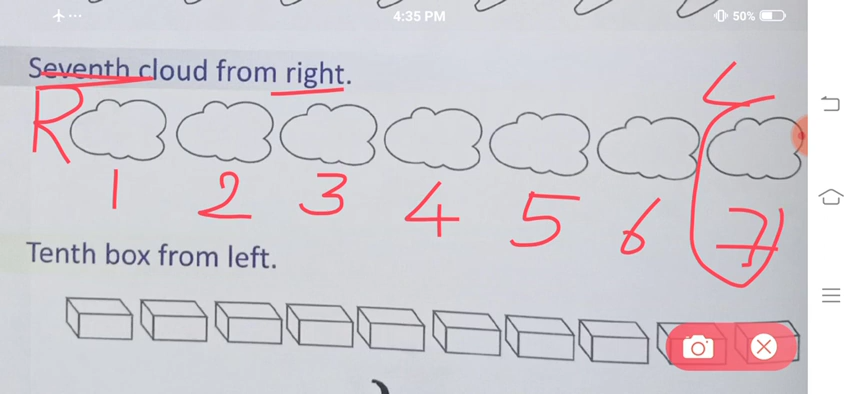 4:35 PM 50%
Seventh cloud from right.
R L
1 2 3 4 5 6 7
Tenth box from left.